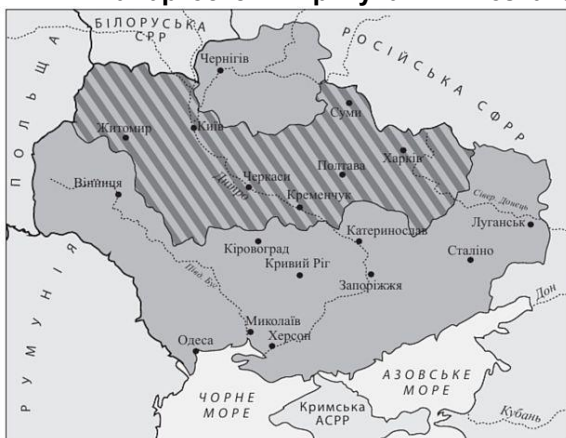 БІЛОРУСЬКА
СРР
РОСІЙСЬКА СФРР
ПОЛЬЩА
Чернігів
Суми
Житомир
Київ
Харків
Полтава
Черкаси
Дніпро
Вінниця
Кременчук
Сівер. Донець
Катеринослав
Луганськ
Кіровоград
Сталіно
Кривий Ріг
Півд. Буг
Запоріжжя
РУМУНІЯ
Дон
Миколаїв
Одеса
Херсон
АЗОВСЬКЕ
МОРЕ
ЧОРНЕ
МОРЕ
Кримська
АСРР
Кубань